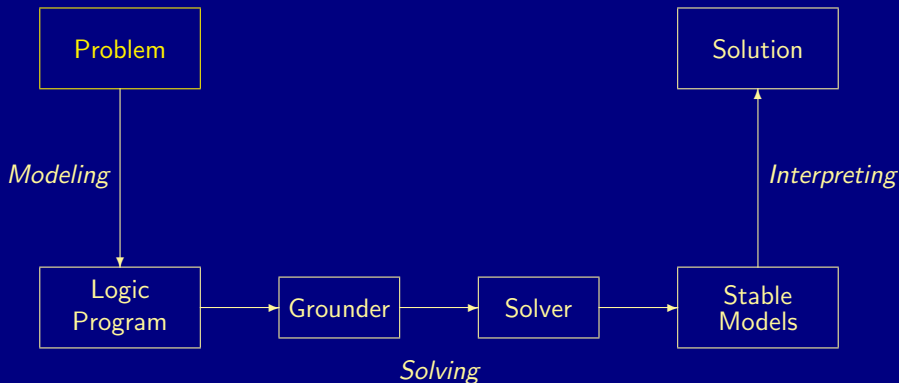 Problem
Solution
Modeling
Interpreting
Logic
Program
Grounder
Solver
Stable
Models
Solving